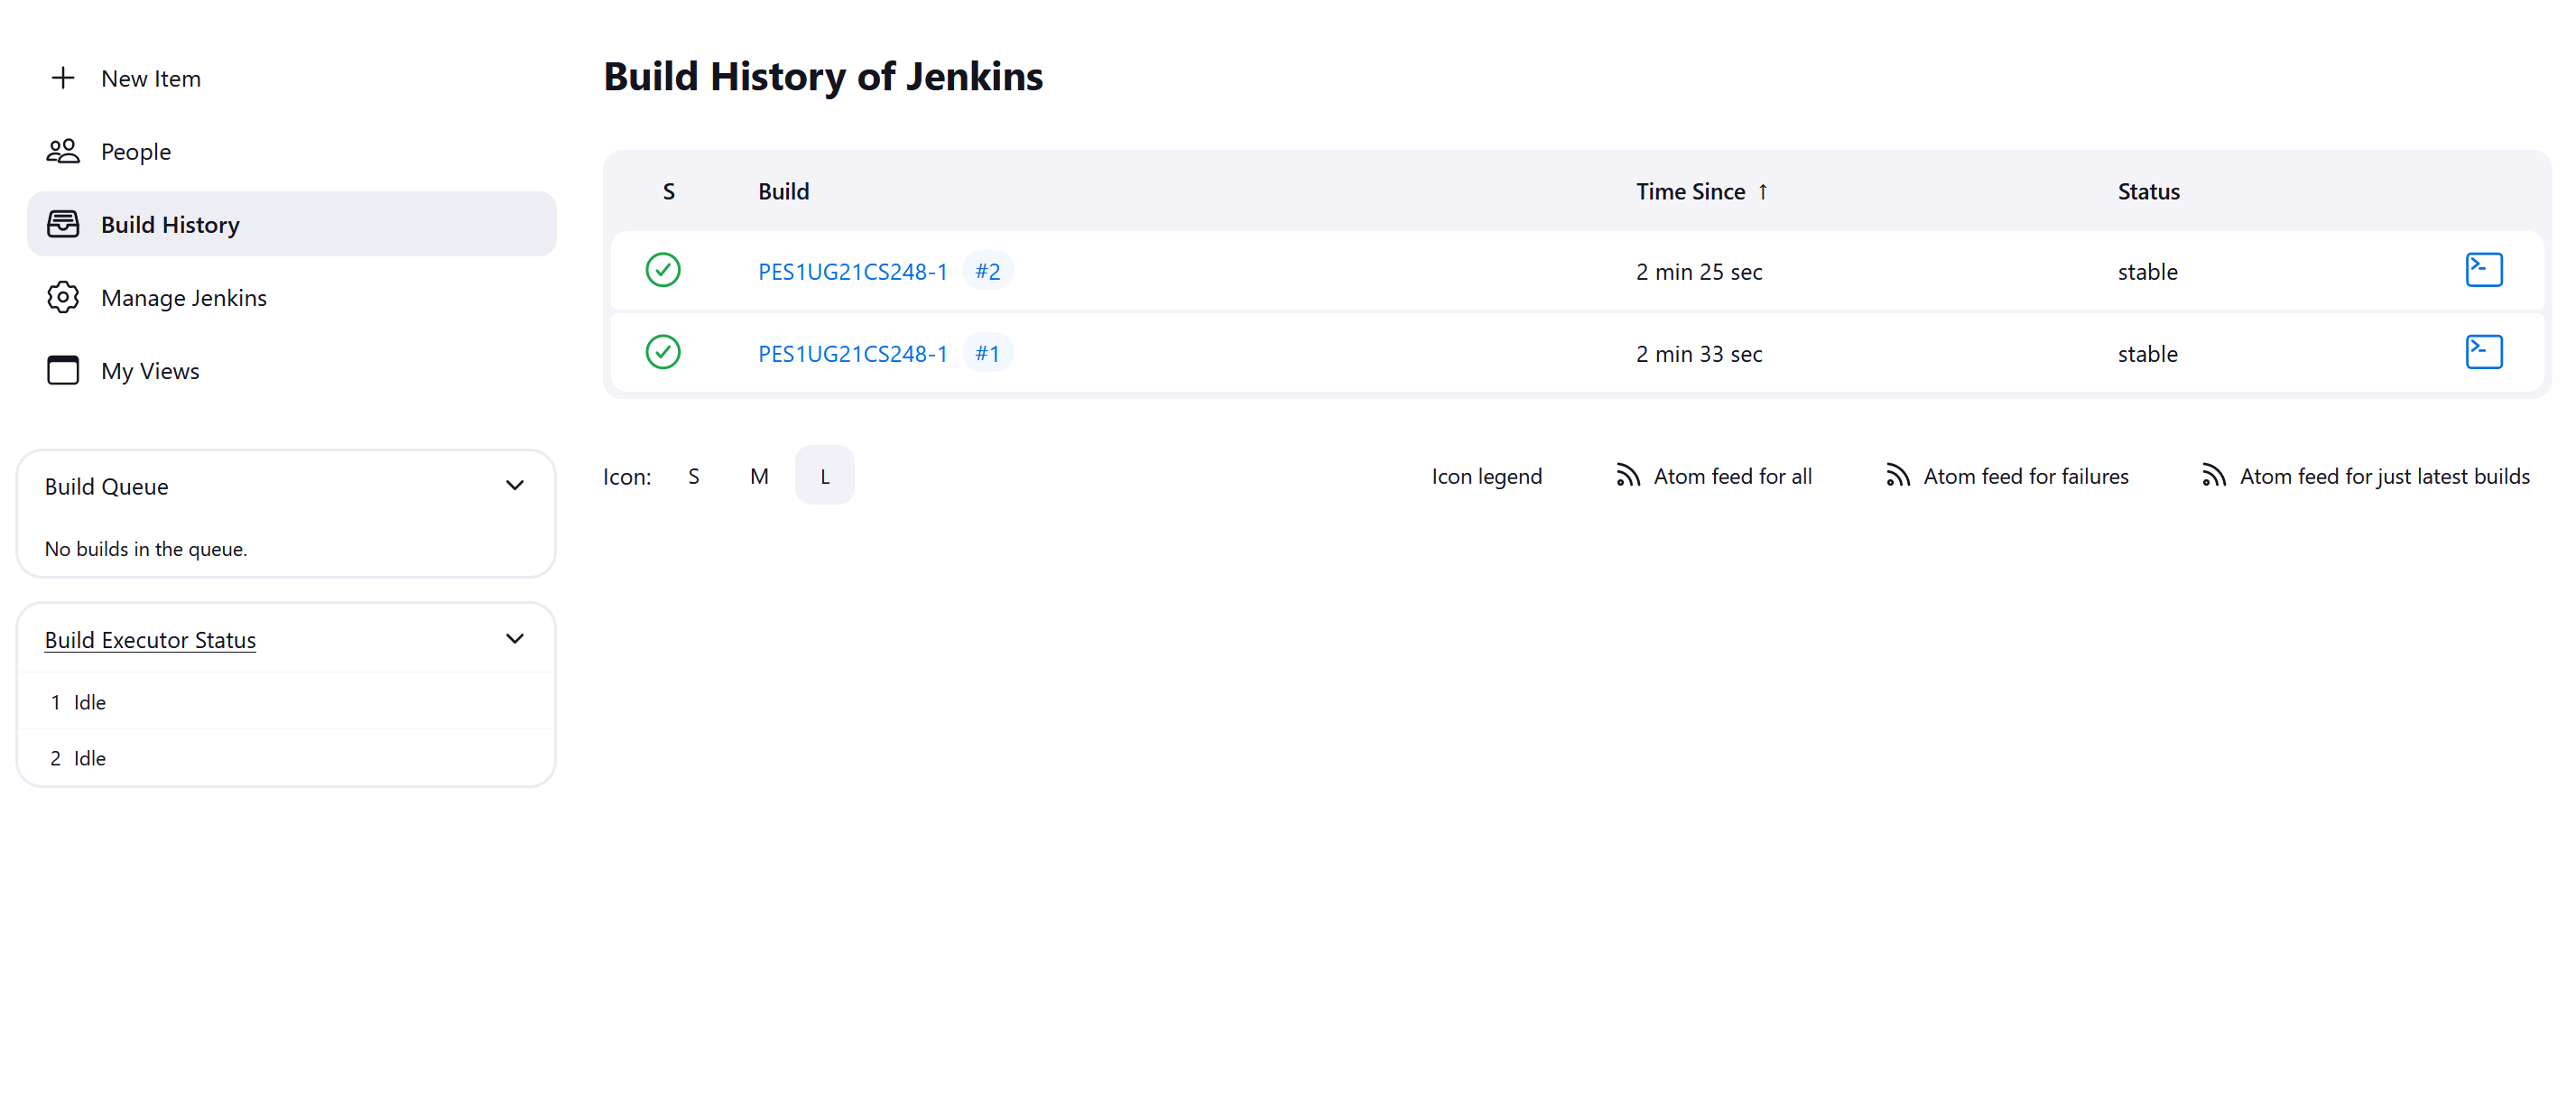 New Item
People
Build History
Manage Jenkins
My Views
Build Queue
No builds in the queue.
Build Executor Status
1 Idle
2 Idle
Build History of Jenkins
S Build Time Since ↑ Status
PES1UG21CS248-1 #2 2 min 25 sec stable
PES1UG21CS248-1 #1 2 min 33 sec stable
Icon: S M L Icon legend Atom feed for all Atom feed for failures Atom feed for just latest builds